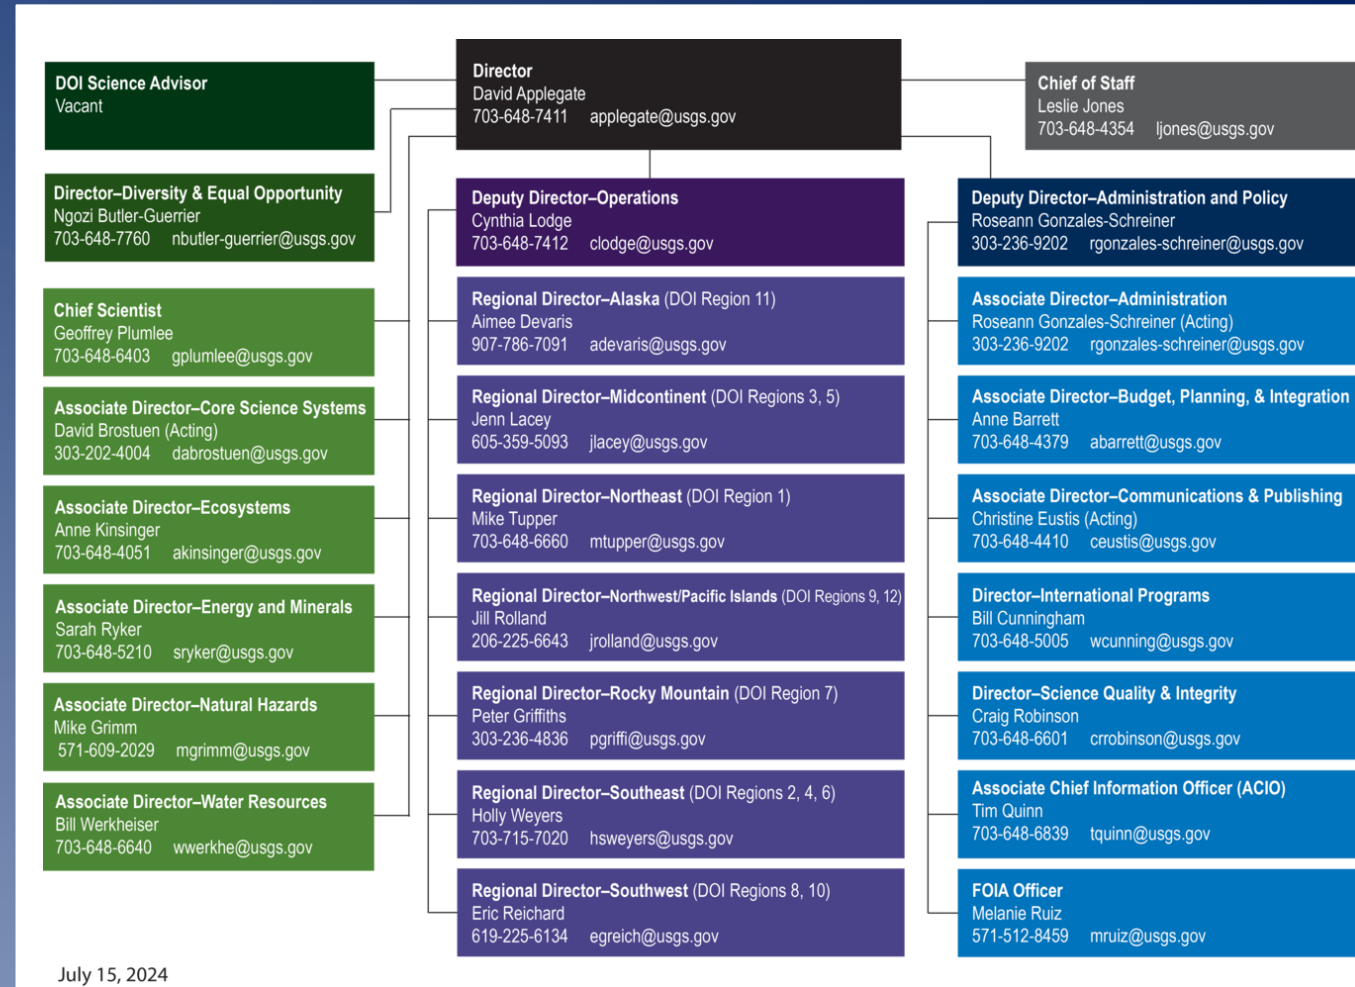 DOI Science Advisor
Vacant
Director
David Applegate
703-648-7411 applegate@usgs.gov
Chief of Staff
Leslie Jones
703-648-4354 ljones@usgs.gov
Director–Diversity & Equal Opportunity
Ngozi Butler-Guerrier
703-648-7760 nbutler-guerrier@usgs.gov
Chief Scientist
Geoffrey Plumlee
703-648-6403 gplumlee@usgs.gov
Associate Director–Core Science Systems
David Brostuen (Acting)
303-202-4004 dabrostuen@usgs.gov
Associate Director–Ecosystems
Anne Kinsinger
703-648-4051 akinsinger@usgs.gov
Associate Director–Energy and Minerals
Sarah Ryker
703-648-5210 sryker@usgs.gov
Associate Director–Natural Hazards
Mike Grimm
571-609-2029 mgrimm@usgs.gov
Associate Director–Water Resources
Bill Werkheiser
703-648-6640 wwerkhe@usgs.gov
Deputy Director–Operations
Cynthia Lodge
703-648-7412 clodge@usgs.gov
Regional Director–Alaska (DOI Region 11)
Aimee Devaris
907-786-7091 adevaris@usgs.gov
Regional Director–Midcontinent (DOI Regions 3, 5)
Jenn Lacey
605-359-5093 jlacey@usgs.gov
Regional Director–Northeast (DOI Region 1)
Mike Tupper
703-648-6660 mtupper@usgs.gov
Regional Director–Northwest/Pacific Islands (DOI Regions 9, 12)
Jill Rolland
206-225-6643 jrolland@usgs.gov
Regional Director–Rocky Mountain (DOI Region 7)
Peter Griffiths
303-236-4836 pgriffi@usgs.gov
Regional Director–Southeast (DOI Regions 2, 4, 6)
Holly Weyers
703-715-7020 hsweyers@usgs.gov
Regional Director–Southwest (DOI Regions 8, 10)
Eric Reichard
619-225-6134 egreich@usgs.gov
Deputy Director–Administration and Policy
Roseann Gonzales-Schreiner
303-236-9202 rgonzales-schreiner@usgs.gov
Associate Director–Administration
Roseann Gonzales-Schreiner (Acting)
303-236-9202 rgonzales-schreiner@usgs.gov
Associate Director–Budget, Planning, & Integration
Anne Barrett
703-648-4379 abarrett@usgs.gov
Associate Director–Communications & Publishing
Christine Eustis (Acting)
703-648-4410 ceustis@usgs.gov
Director–International Programs
Bill Cunningham
703-648-5005 wcunning@usgs.gov
Director–Science Quality & Integrity
Craig Robinson
703-648-6601 crrobinson@usgs.gov
Associate Chief Information Officer (ACIO)
Tim Quinn
703-648-6839 tquinn@usgs.gov
FOIA Officer
Melanie Ruiz
571-512-8459 mruiz@usgs.gov
July 15, 2024